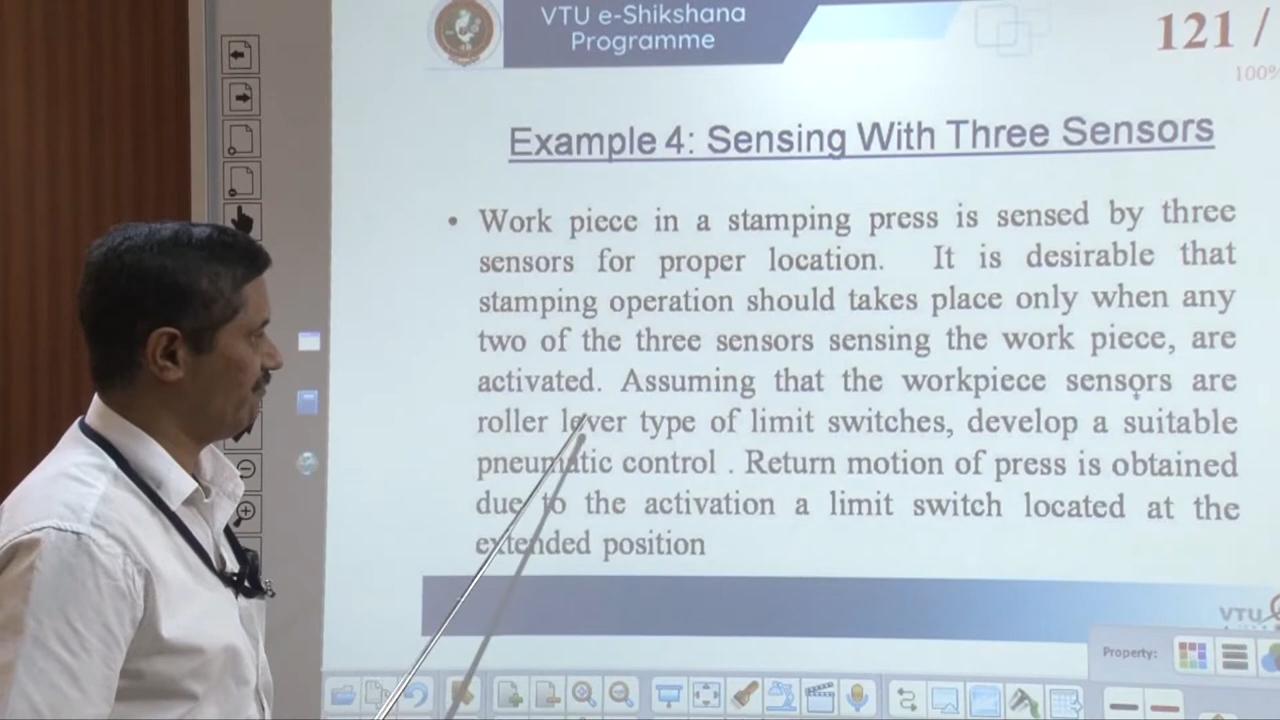 VTU e-Shikshana
Programme
121 /
100%
Example 4: Sensing With Three Sensors
• Work piece in a stamping press is sensed by three
sensors for proper location. It is desirable that
stamping operation should takes place only when any
two of the three sensors sensing the work piece, are
activated. Assuming that the workpiece sensors are
roller lever type of limit switches, develop a suitable
pneumatic control . Return motion of press is obtained
due to the activation a limit switch located at the
extended position
VTU
Property: